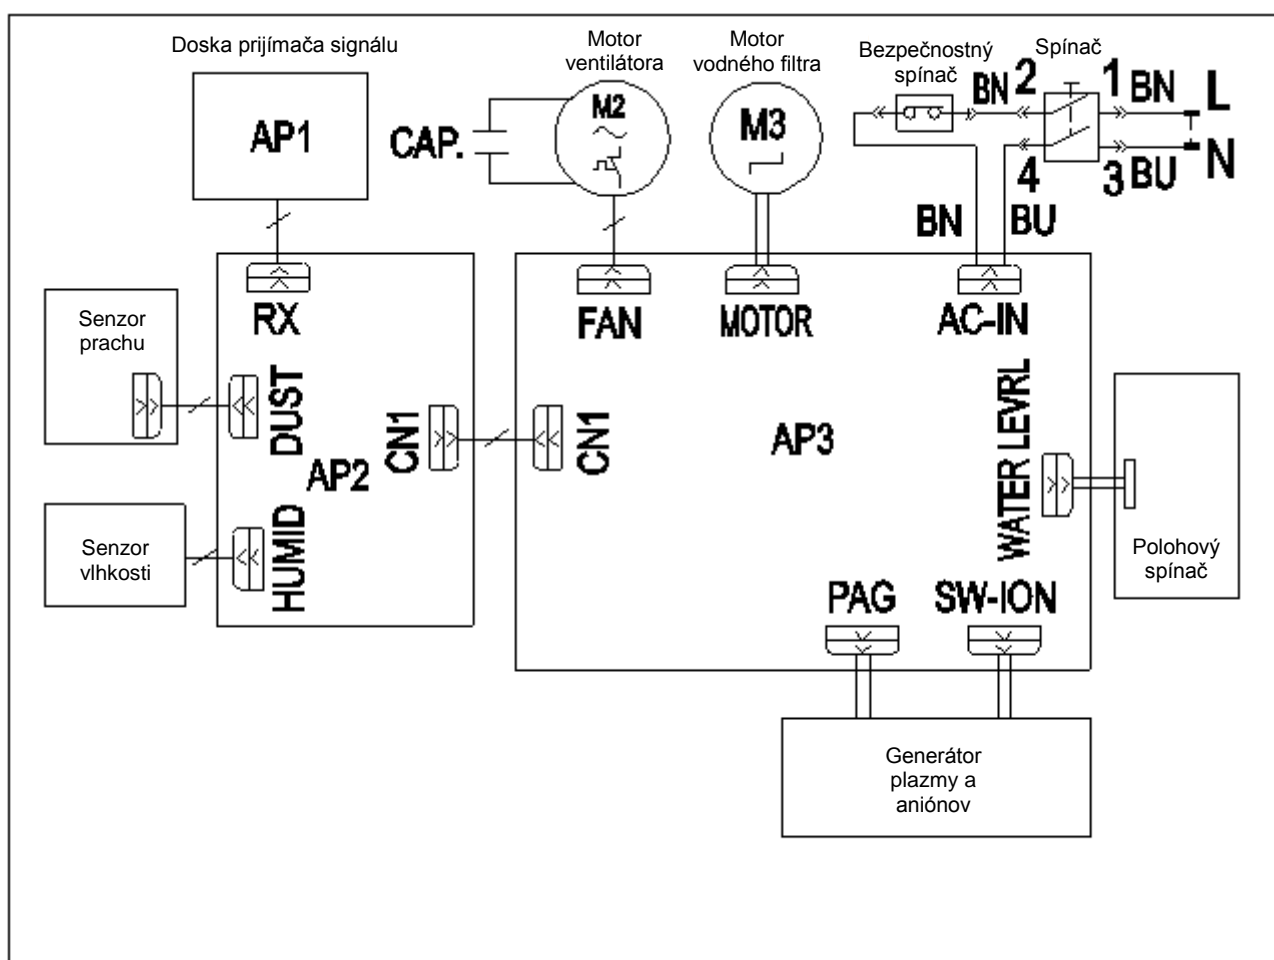 Doska prijímača signálu
Motor
ventilátora
Motor
vodného filtra
Bezpečnostný
spínač
Spínač
AP1
CAP.
M2
M3
BN
2
1
BN
L
4
3
BU
N
BN
BU
RX
FAN
MOTOR
AC-IN
Senzor
prachu
DUST
AP2
CN1
CN1
AP3
WATER LEVRL
Senzor
vlhkosti
HUMID
Polohový
spínač
PAG
SW-ION
Generátor
plazmy a
aniónov